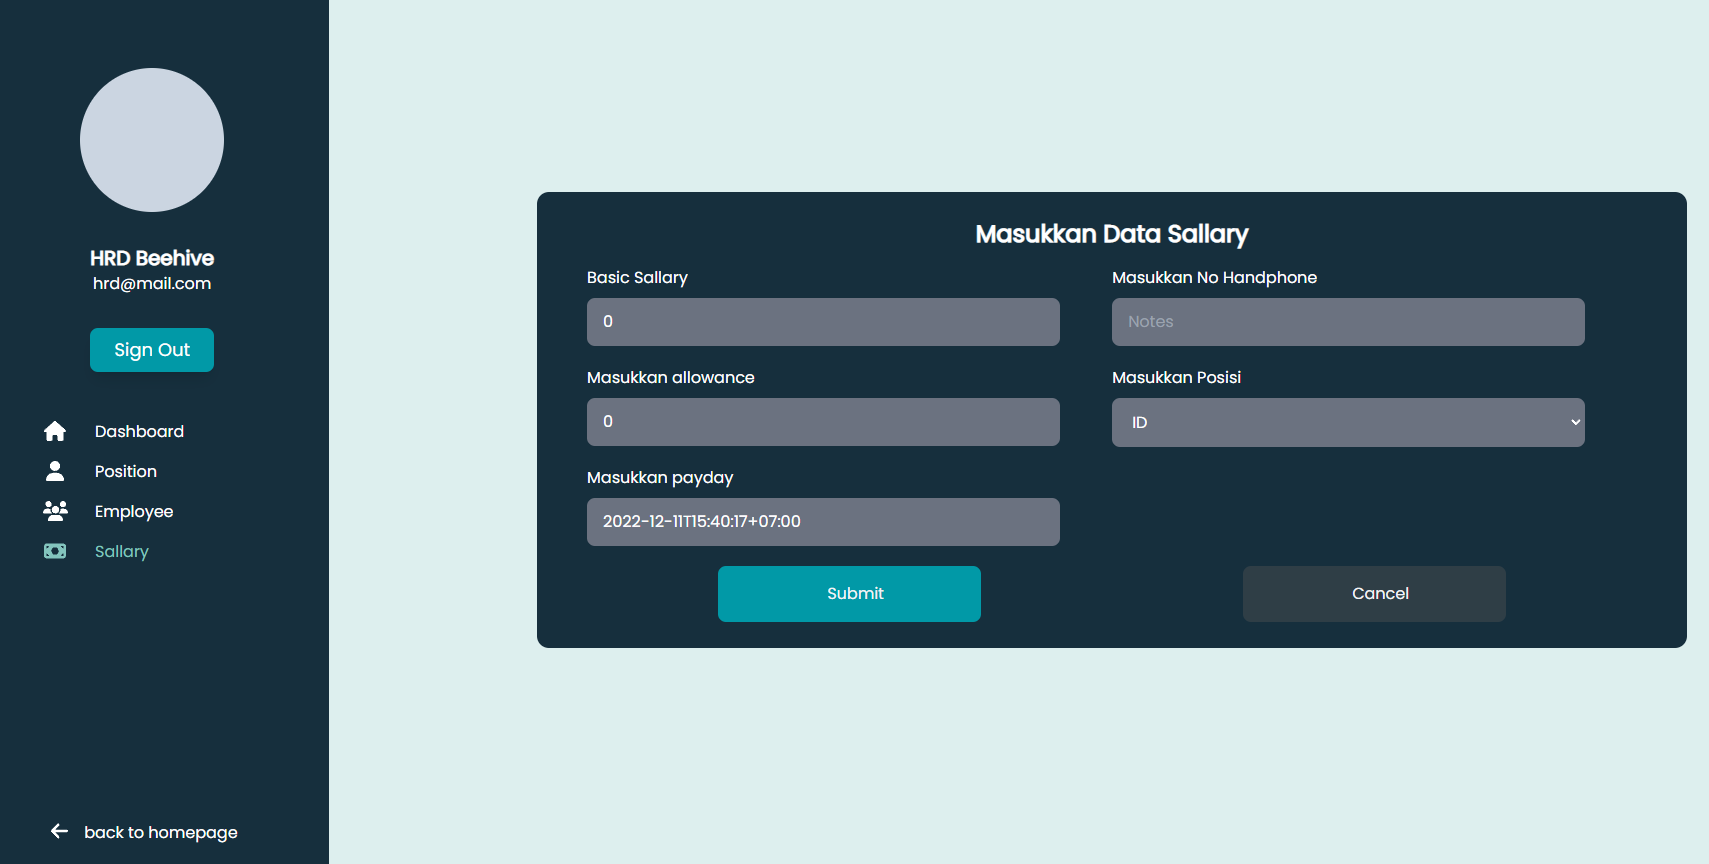 HRD Beehive
hrd@mail.com
Sign Out
Dashboard
Position
Employee
Sallary
back to homepage
Masukkan Data Sallary
Basic Sallary
0
Masukkan No Handphone
Notes
Masukkan allowance
0
Masukkan Posisi
ID
Masukkan payday
2022-12-11T15:40:17+07:00
Submit
Cancel